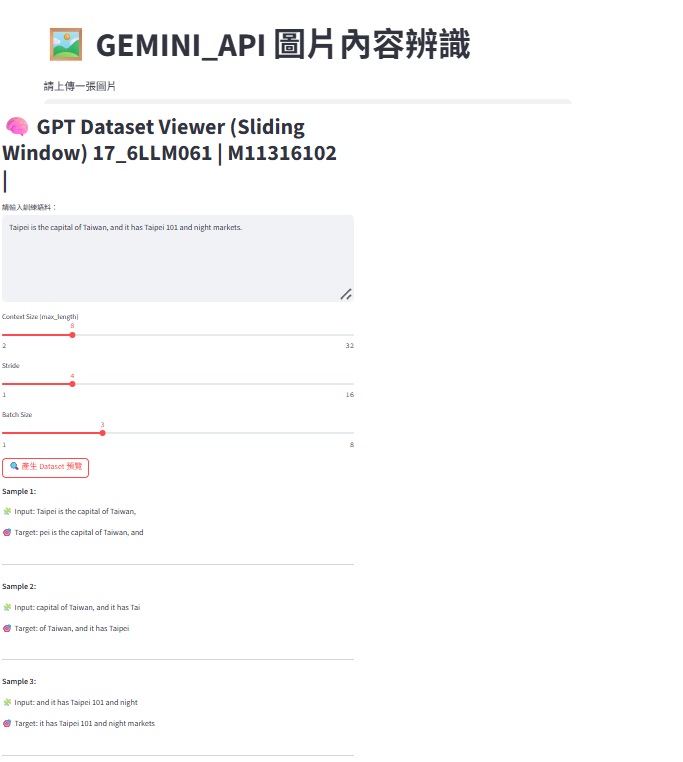 GEMINI_API 圖片內容辨識
請上傳一張圖片
GPT Dataset Viewer (Sliding
Window) 17_6LLM061 | M11316102
|
請輸入訓練語料：
Taipei is the capital of Taiwan, and it has Taipei 101 and night markets.
Context Size (max_length)
8
2 32
Stride
4
1 16
Batch Size
3
1 8
產生 Dataset 預覽
Sample 1:
Input: Taipei is the capital of Taiwan,
Target: pei is the capital of Taiwan, and
Sample 2:
Input: capital of Taiwan, and it has Tai
Target: of Taiwan, and it has Taipei
Sample 3:
Input: and it has Taipei 101 and night
Target: it has Taipei 101 and night markets